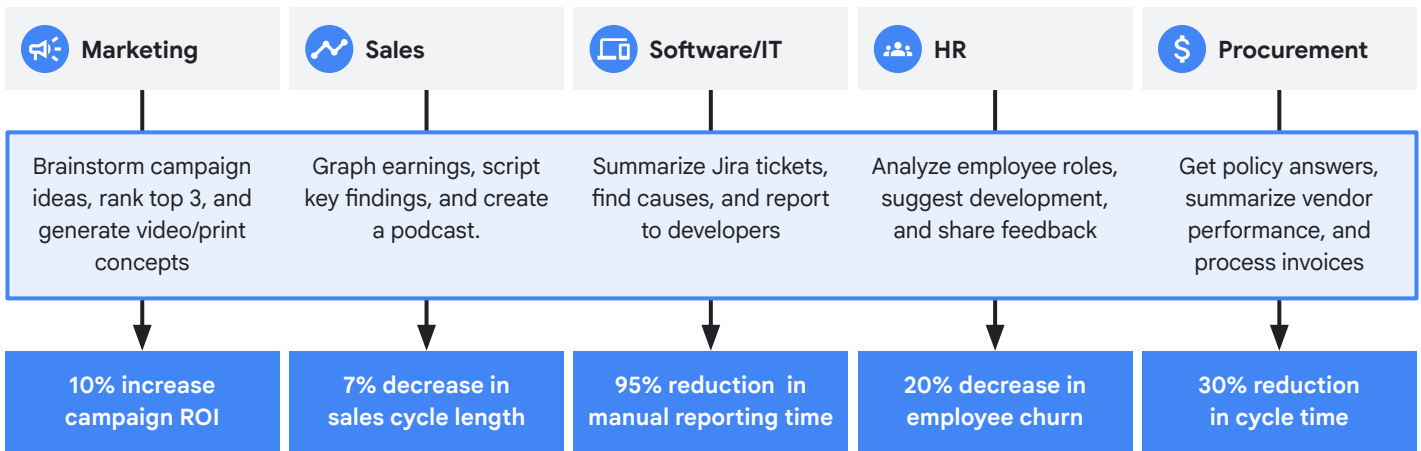 Marketing
Sales
Software/IT
HR
$ Procurement
Brainstorm campaign
ideas, rank top 3, and
generate video/print
concepts
Graph earnings, script
key findings, and create
a podcast.
Summarize Jira tickets,
find causes, and report
to developers
Analyze employee roles,
suggest development,
and share feedback
Get policy answers,
summarize vendor
performance, and
process invoices
10% increase
campaign ROI
7% decrease in
sales cycle length
95% reduction in
manual reporting time
20% decrease in
employee churn
30% reduction
in cycle time